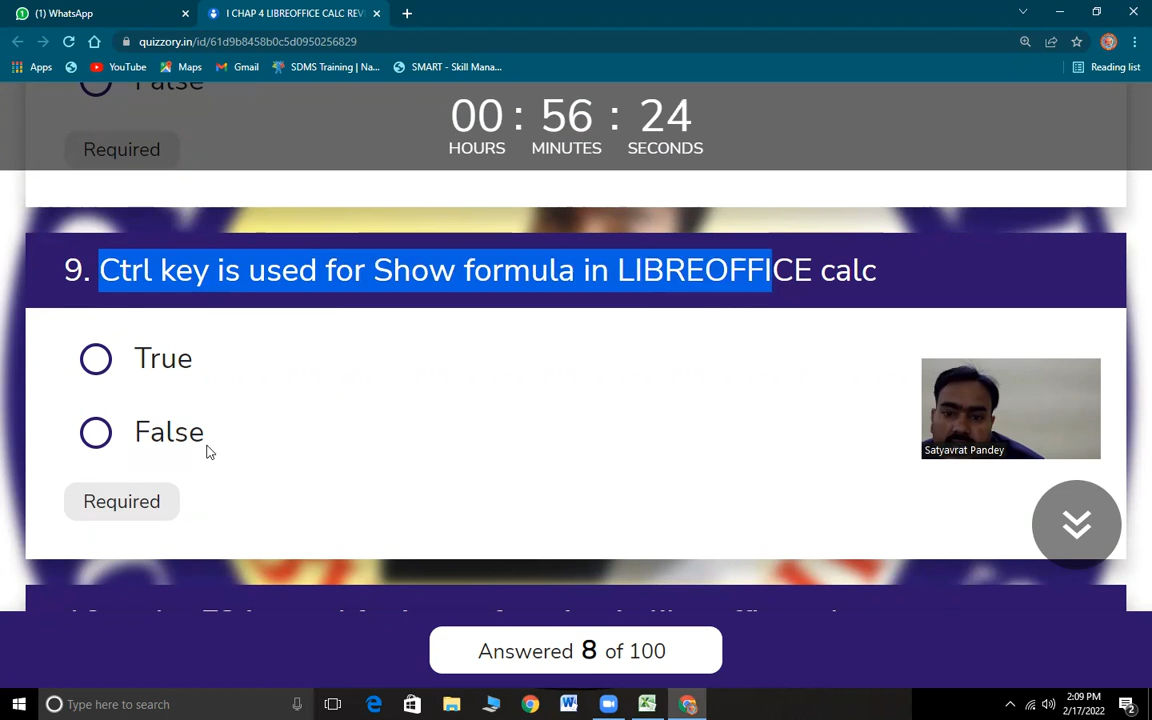 (1) WhatsApp
I CHAP 4 LIBREOFFICE CALC REV
quizzory.in/id/61d9b8458b0c5d0950256829
Apps
YouTube
Maps
Gmail
SDMS Training | Na...
SMART - Skill Mana...
Reading list
False
00 : 56 : 24
HOURS MINUTES SECONDS
Required
9. Ctrl key is used for Show formula in LIBREOFFICE calc
True
False
Required
Satyavrat Pandey
Answered 8 of 100
Type here to search
2:09 PM
2/17/2022
2